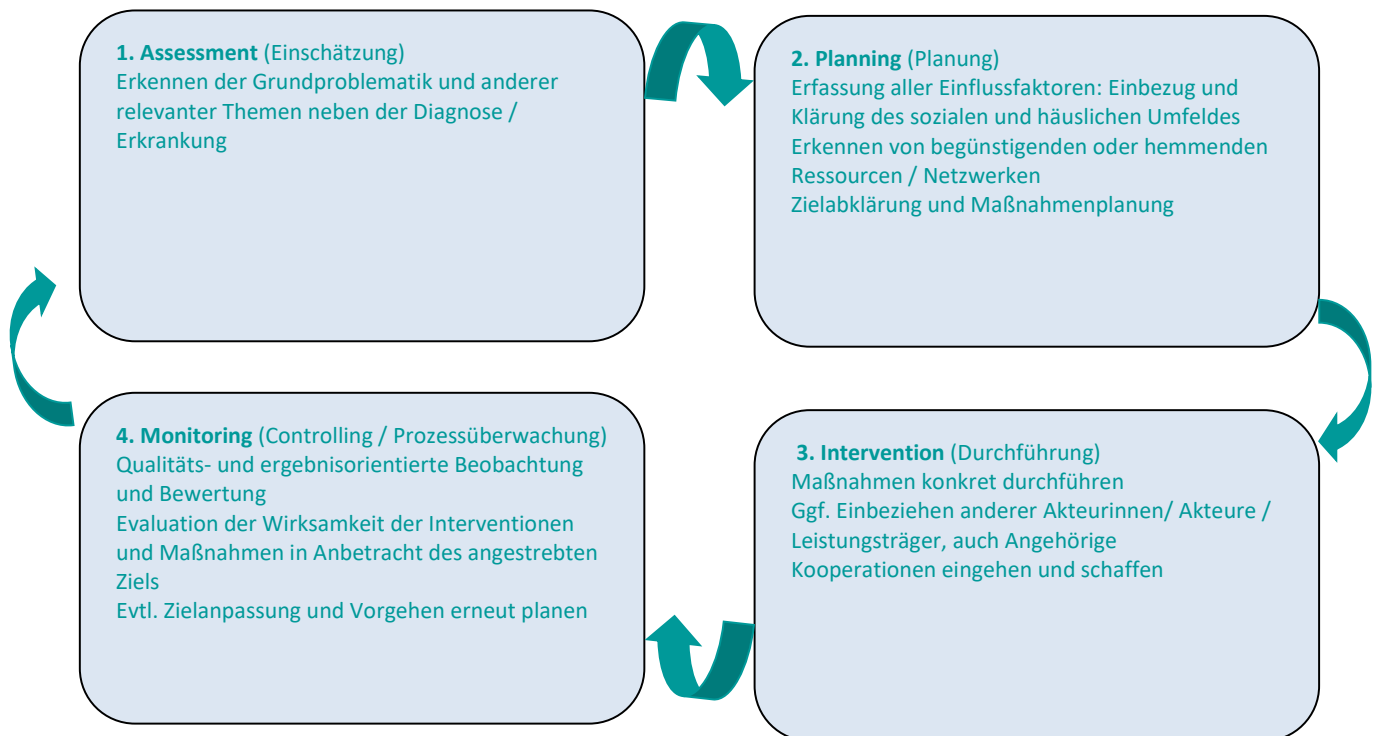 1. Assessment (Einschätzung)
Erkennen der Grundproblematik und anderer
relevanter Themen neben der Diagnose /
Erkrankung
2. Planning (Planung)
Erfassung aller Einflussfaktoren: Einbezug und
Klärung des sozialen und häuslichen Umfeldes
Erkennen von begünstigenden oder hemmenden
Ressourcen / Netzwerken
Zielabklärung und Maßnahmenplanung
3. Intervention (Durchführung)
Maßnahmen konkret durchführen
Ggf. Einbeziehen anderer Akteurinnen/ Akteure /
Leistungsträger, auch Angehörige
Kooperationen eingehen und schaffen
4. Monitoring (Controlling / Prozessüberwachung)
Qualitäts- und ergebnisorientierte Beobachtung
und Bewertung
Evaluation der Wirksamkeit der Interventionen
und Maßnahmen in Anbetracht des angestrebten
Ziels
Evtl. Zielanpassung und Vorgehen erneut planen